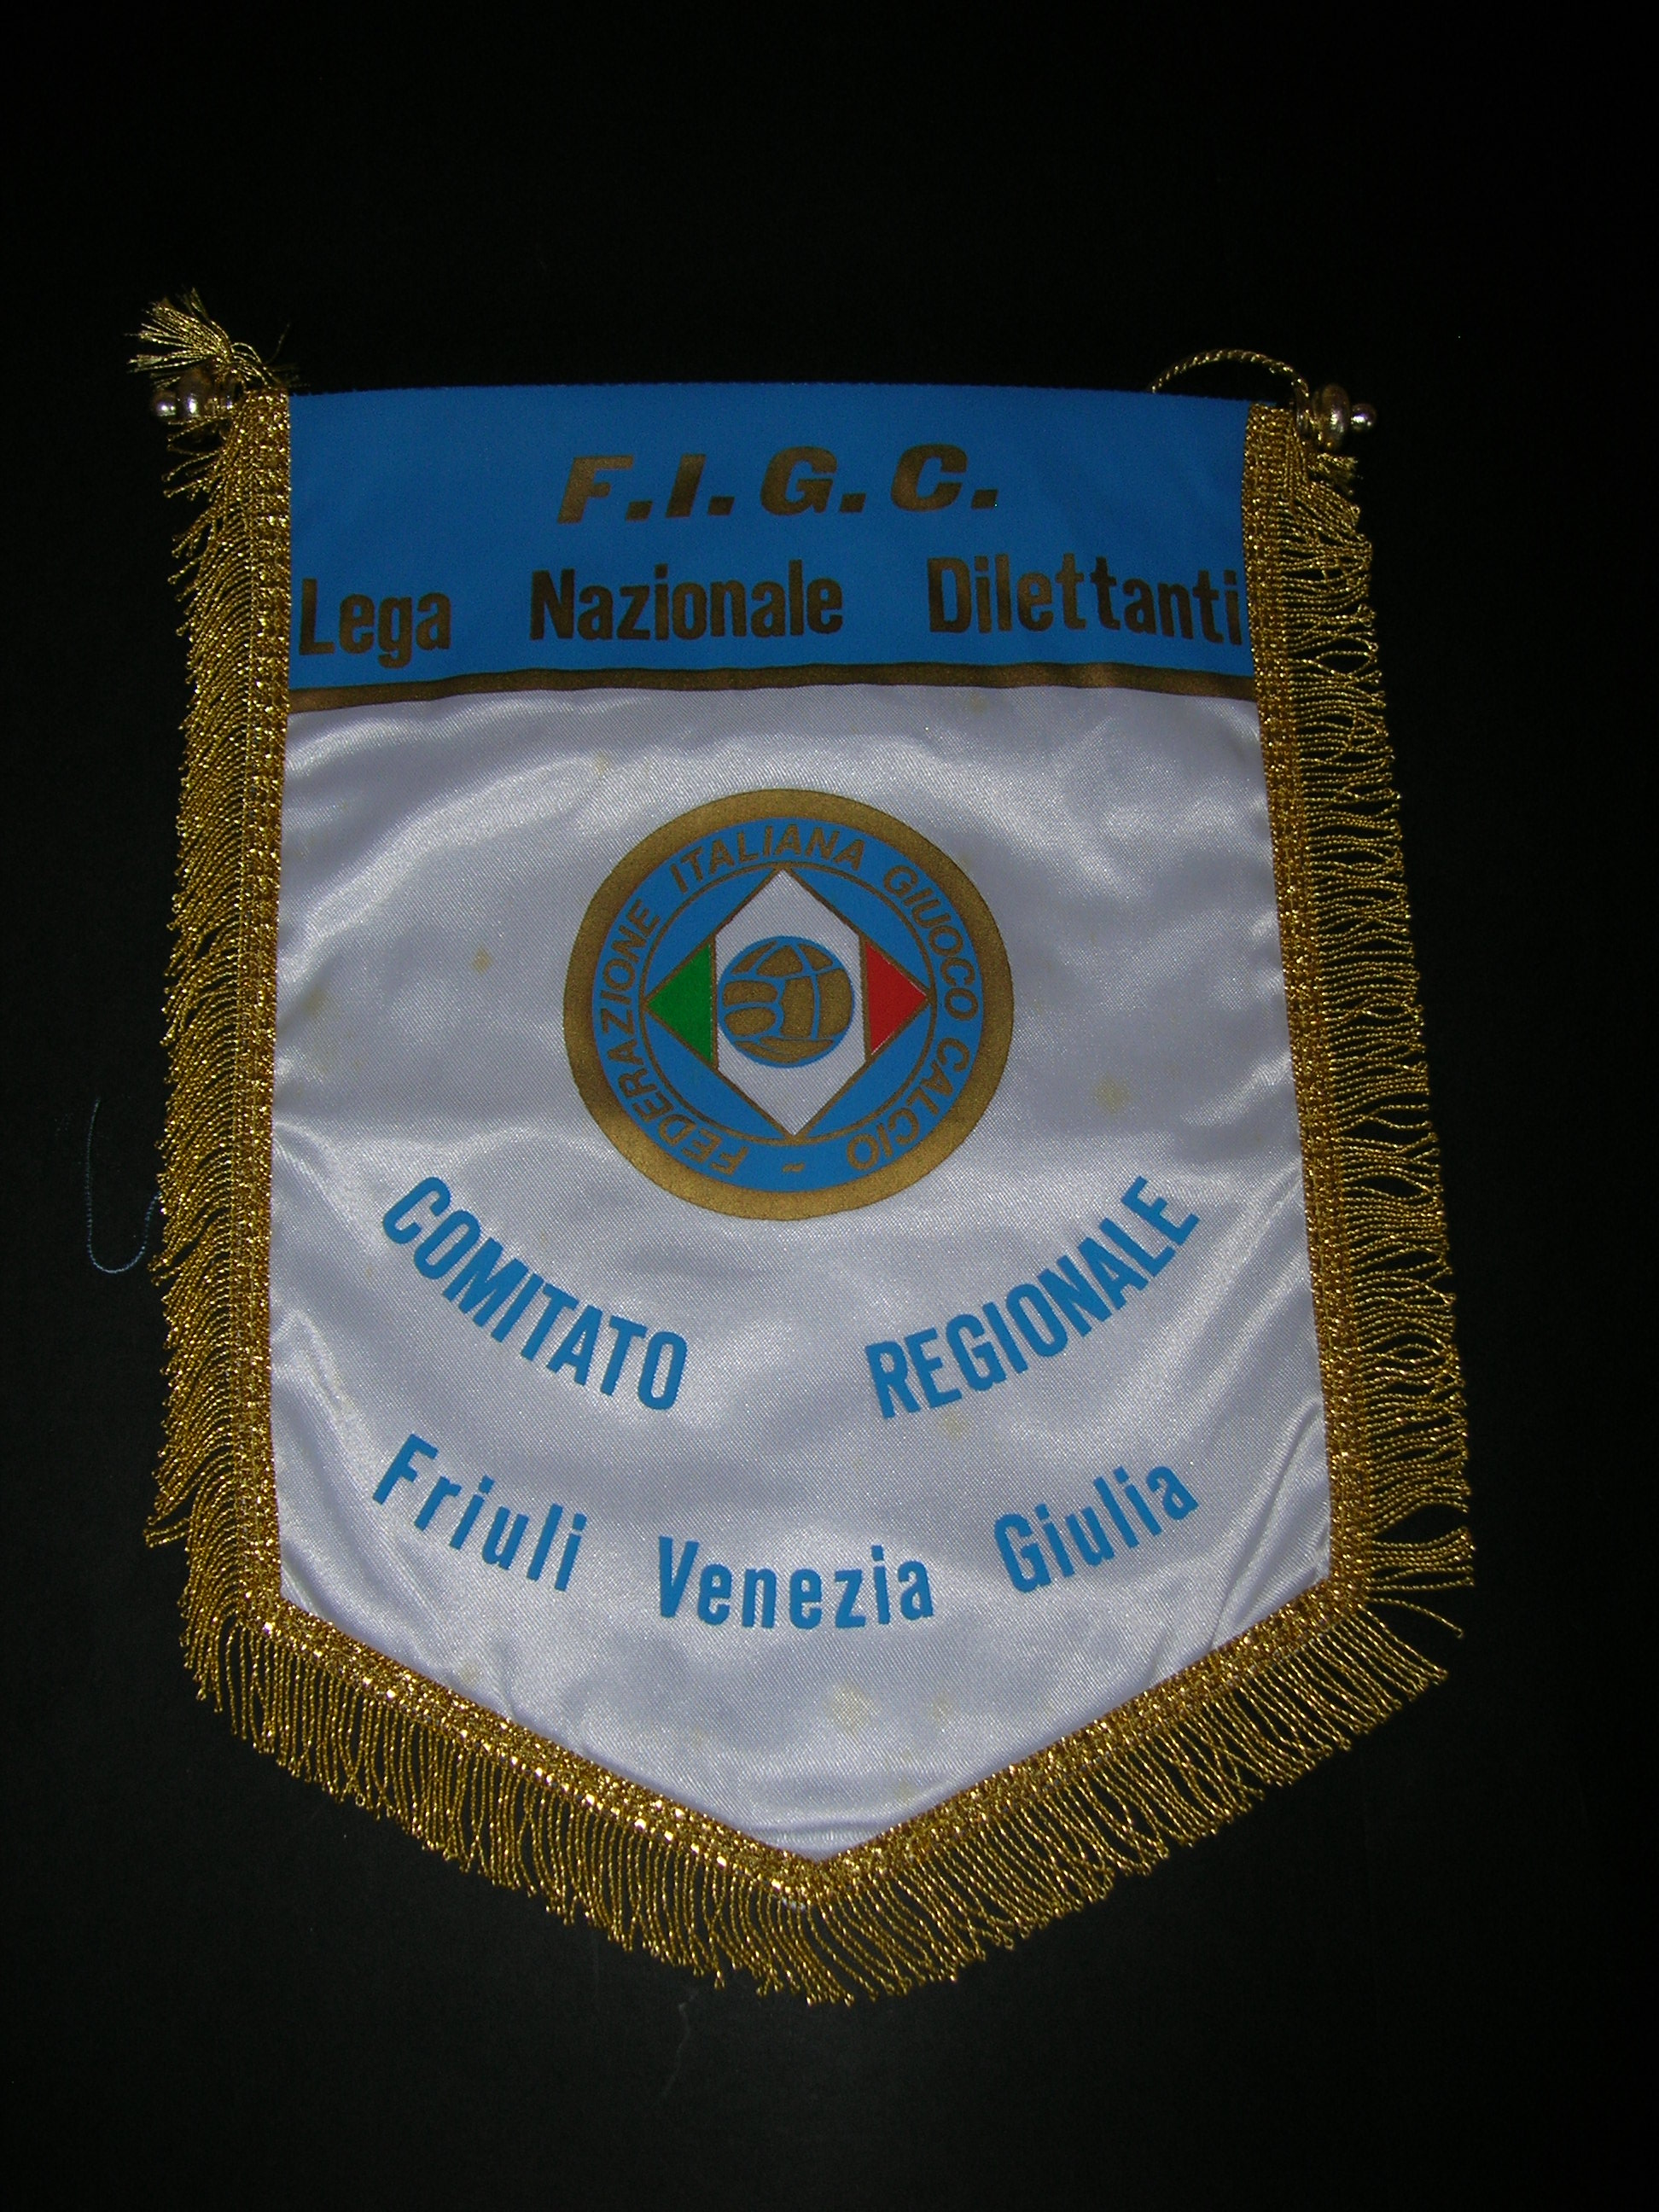 F.I.G.C.
Lega Nazionale Dilettanti
FEDERAZIONE ITALIANA GIUOCO CALCIO -
COMITATO REGIONALE
Friuli Venezia Giulia